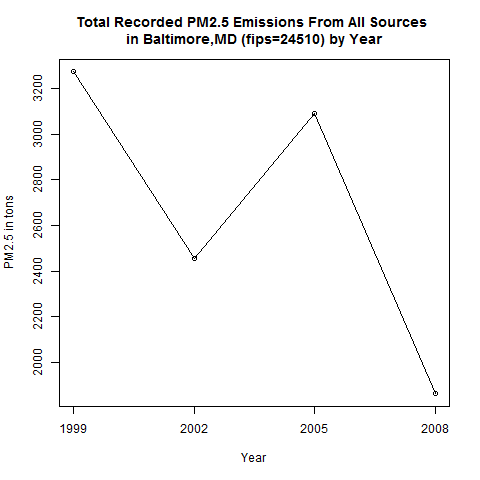 Total Recorded PM2.5 Emissions From All Sources
in Baltimore,MD (fips=24510) by Year
PM2.5 in tons
3200
3000
2800
2600
2400
2200
2000
1999 2002 2005 2008
Year